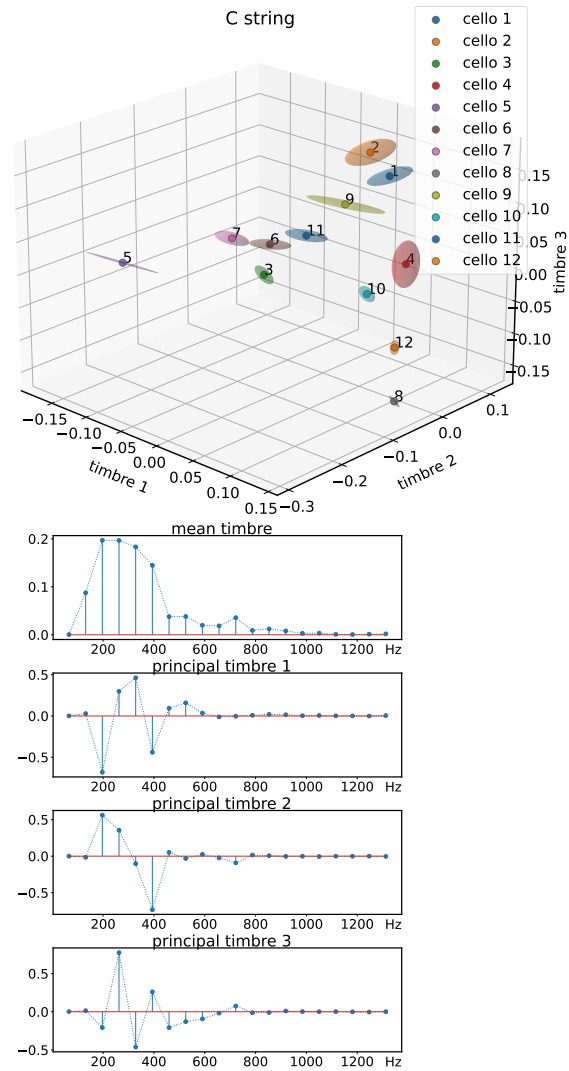 C string
cello 1
cello 2
cello 3
cello 4
cello 5
cello 6
cello 7
cello 8
cello 9
cello 10
cello 11
cello 12
2
1
9
7
6
11
5
3
4
10
12
8
0.15
0.10
0.05
0.00
−0.05
−0.10
−0.15
timbre 3
−0.15
−0.10
−0.05
0.00
0.05
0.10
0.15
timbre 1
−0.3
−0.2
−0.1
0.0
0.1
timbre 2
mean timbre
0.2
0.1
0.0
200 400 600 800 1000 1200 Hz
principal timbre 1
0.5
0.0
−0.5
200 400 600 800 1000 1200 Hz
principal timbre 2
0.5
0.0
−0.5
200 400 600 800 1000 1200 Hz
principal timbre 3
0.5
0.0
−0.5
200 400 600 800 1000 1200 Hz